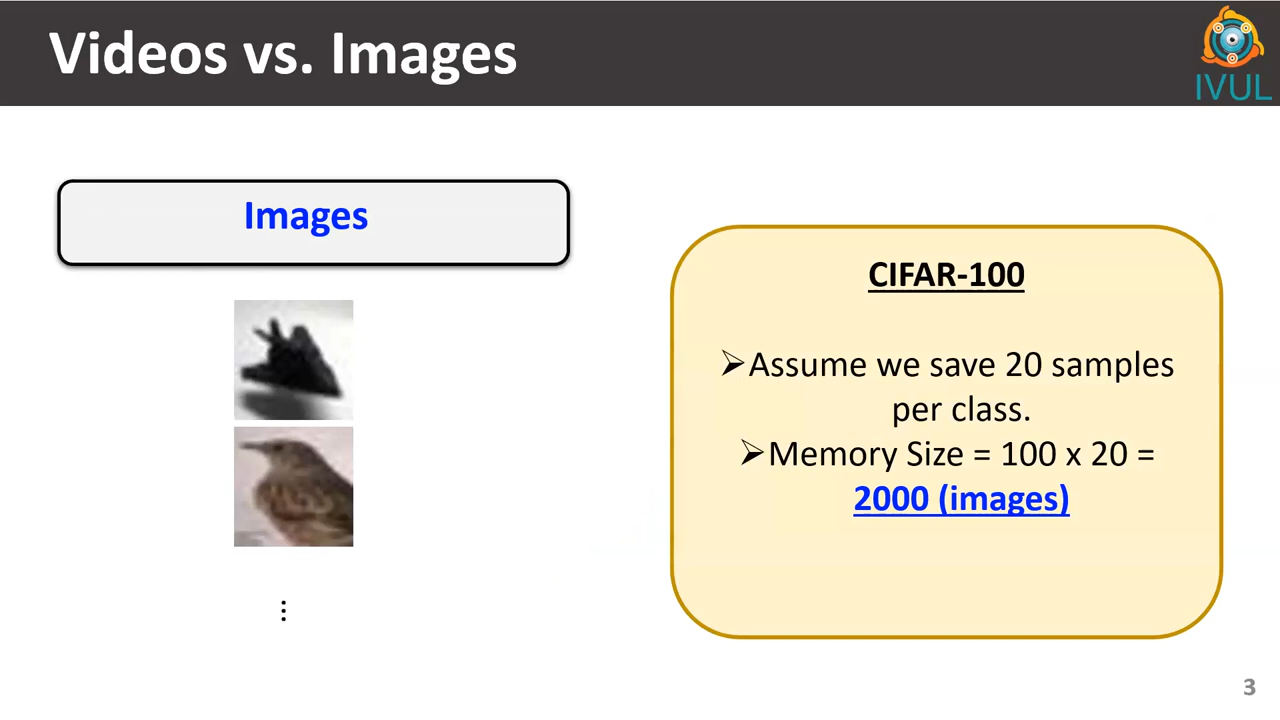 Videos vs. Images
IVUL
Images
CIFAR-100
➢Assume we save 20 samples
per class.
➢Memory Size = 100 x 20 =
2000 (images)
⋮
3